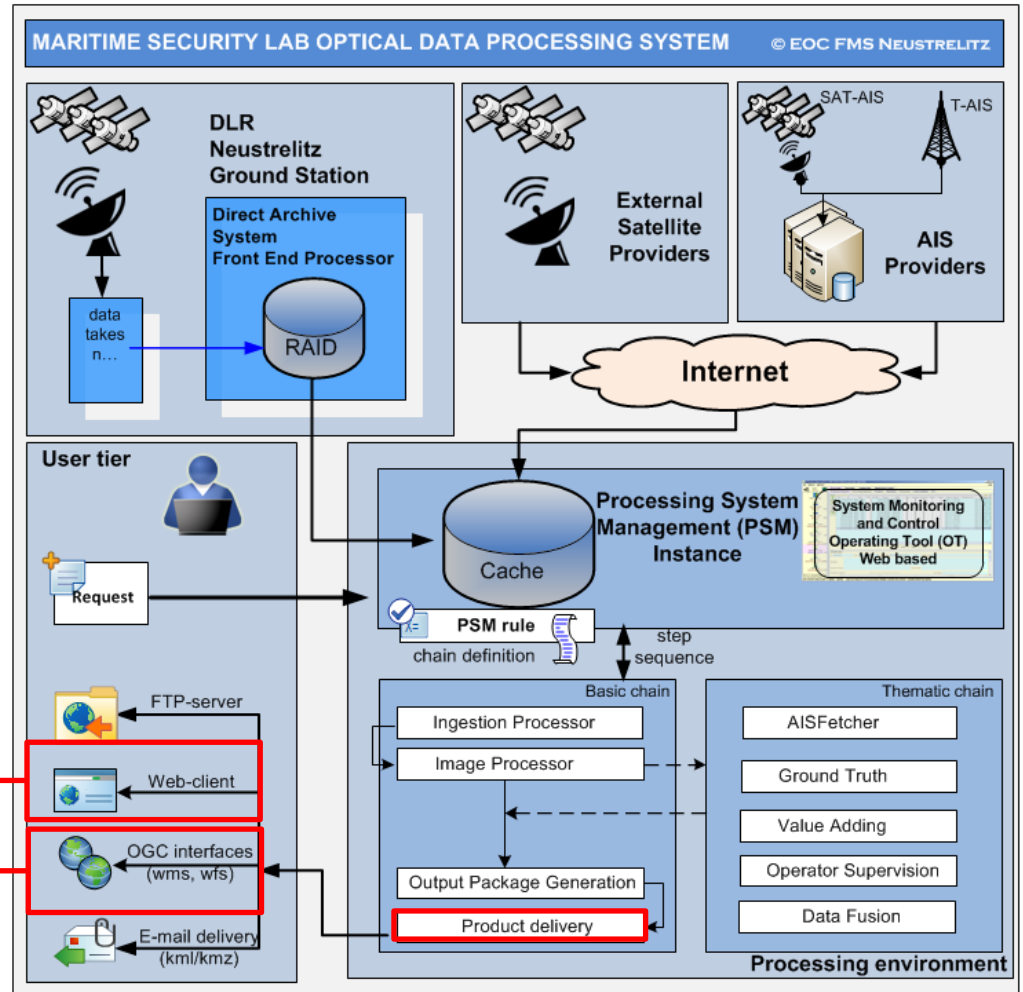 MARITIME SECURITY LAB OPTICAL DATA PROCESSING SYSTEM © EOC FMS NEUSTRELITZ
DLR
Neustrelitz
Ground Station
Direct Archive
System
Front End Processor
data
takes
n...
RAID
External
Satellite
Providers
SAT-AIS
T-AIS
AIS
Providers
Internet
User tier
Request
FTP-server
Web-client
OGC interfaces
(wms, wfs)
E-mail delivery
(kml/kmz)
Processing System
Management (PSM)
Instance
System Monitoring
and Control
Operating Tool (OT)
Web based
Cache
PSM rule
chain definition
step
sequence
Basic chain
Ingestion Processor
Image Processor
Output Package Generation
Product delivery
Thematic chain
AISFetcher
Ground Truth
Value Adding
Operator Supervision
Data Fusion
Processing environment